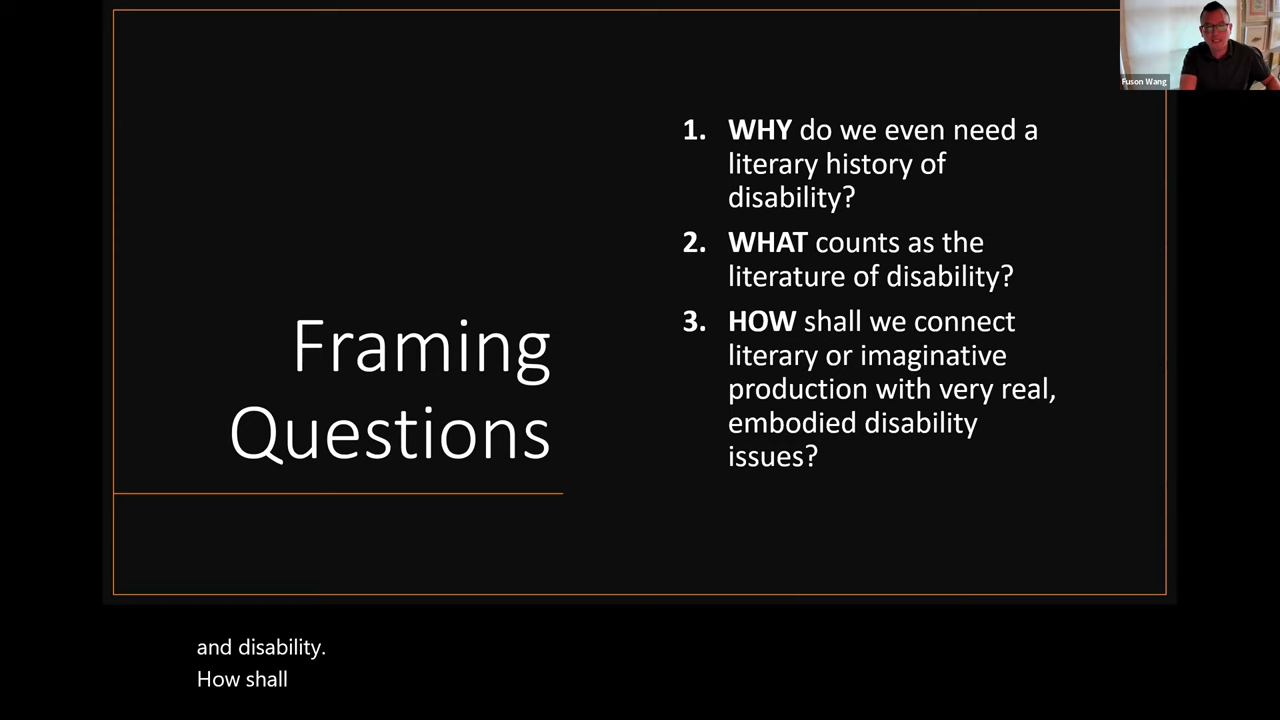 Fuson Wang
Framing
Questions
1. WHY do we even need a
literary history of
disability?
2. WHAT counts as the
literature of disability?
3. HOW shall we connect
literary or imaginative
production with very real,
embodied disability
issues?
and disability.
How shall